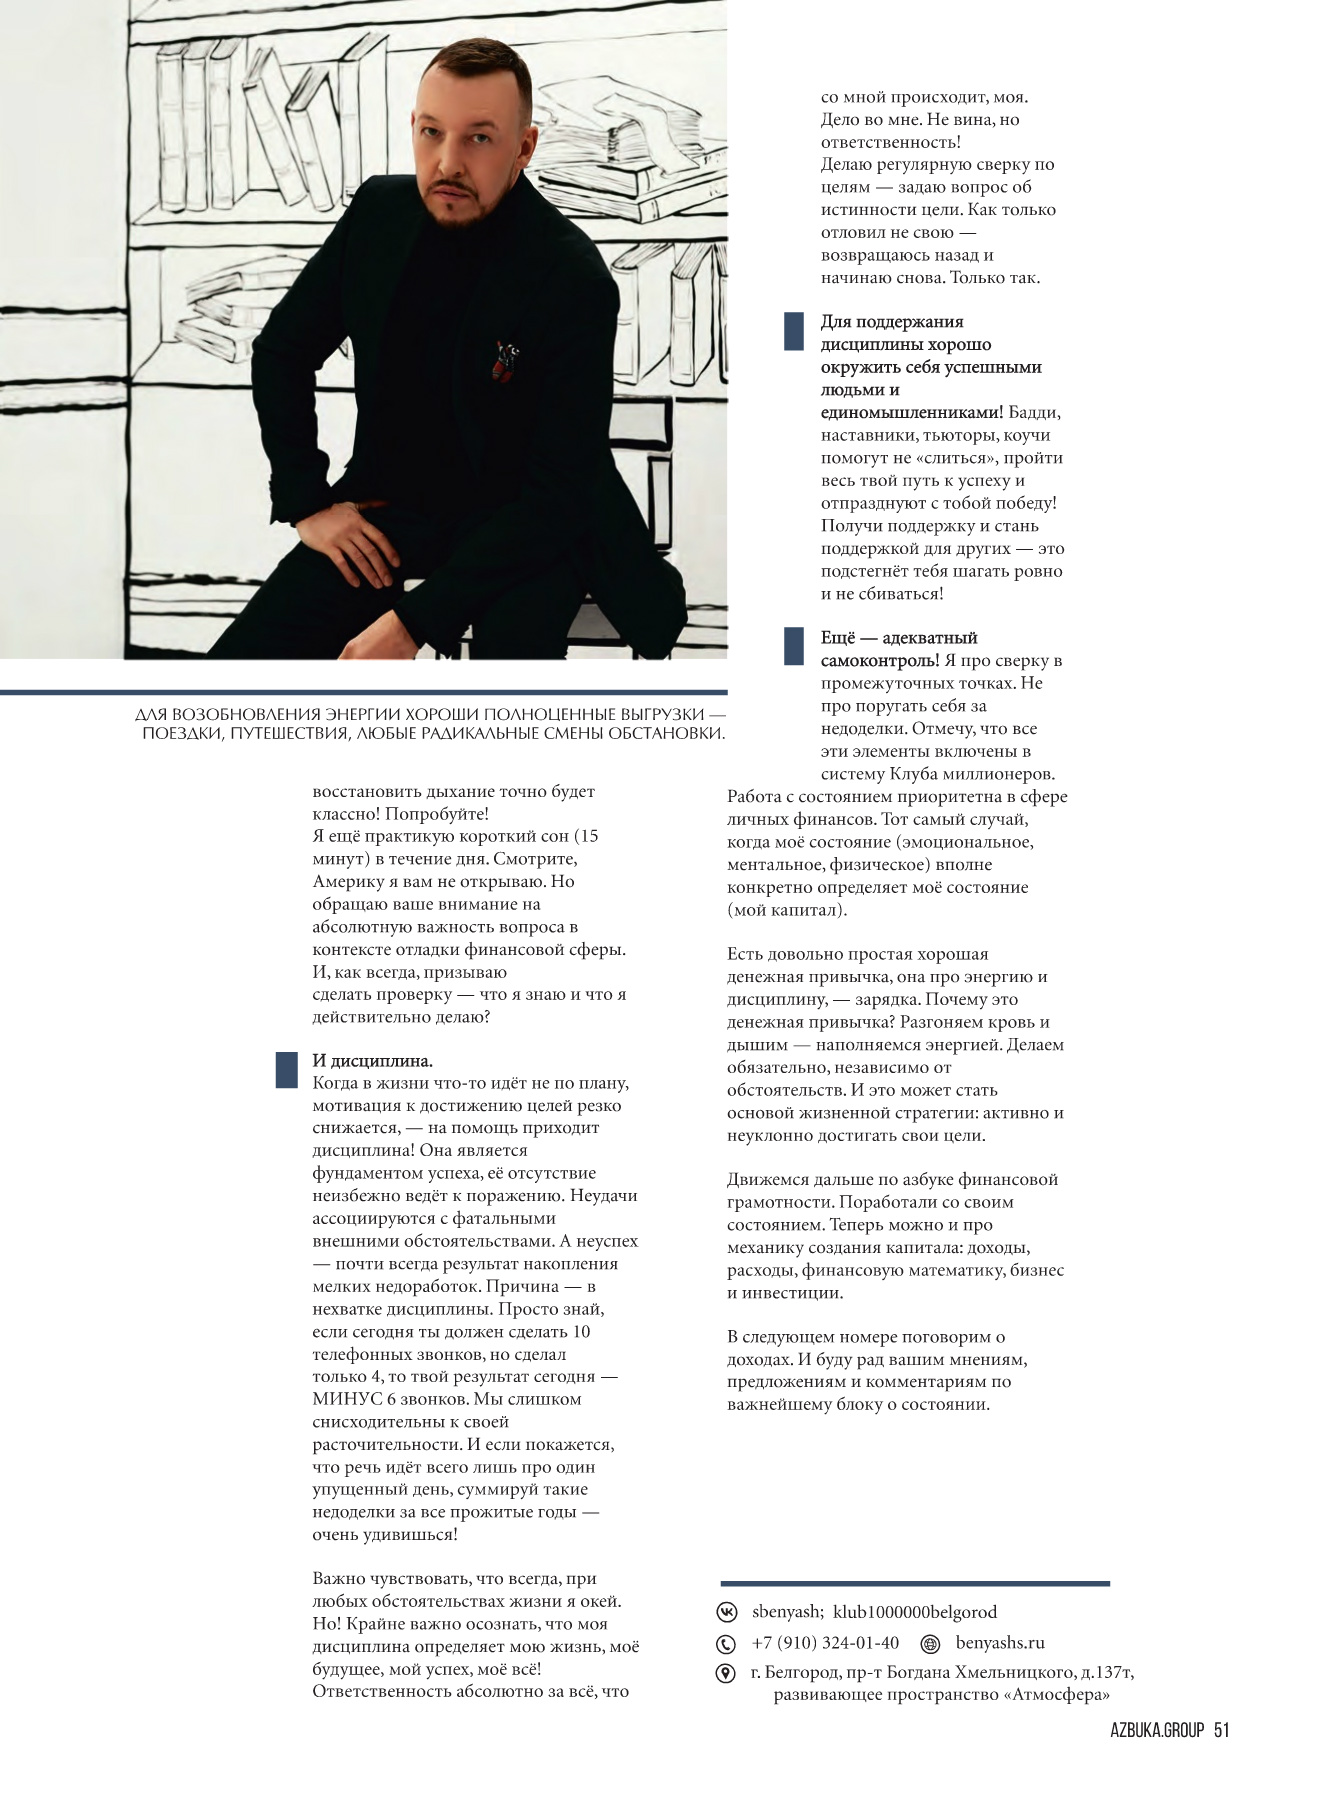 ДЛЯ ВОЗОБНОВЛЕНИЯ ЭНЕРГИИ ХОРОШИ ПОЛНОЦЕННЫЕ ВЫГРУЗКИ —
ПОЕЗДКИ, ПУТЕШЕСТВИЯ, ЛЮБЫЕ РАДИКАЛЬНЫЕ СМЕНЫ ОБСТАНОВКИ.
восстановить дыхание точно будет
классно! Попробуйте!
Я ещё практикую короткий сон (15
минут) в течение дня. Смотрите,
Америку я вам не открываю. Но
обращаю ваше внимание на
абсолютную важность вопроса в
контексте отладки финансовой сферы.
И, как всегда, призываю
сделать проверку — что я знаю и что я
действительно делаю?
И дисциплина.
Когда в жизни что-то идёт не по плану,
мотивация к достижению целей резко
снижается, — на помощь приходит
дисциплина! Она является
фундаментом успеха, её отсутствие
неизбежно ведёт к поражению. Неудачи
ассоциируются с фатальными
внешними обстоятельствами. А неуспех
— почти всегда результат накопления
мелких недоработок. Причина — в
нехватке дисциплины. Просто знай,
если сегодня ты должен сделать 10
телефонных звонков, но сделал
только 4, то твой результат сегодня —
МИНУС 6 звонков. Мы слишком
снисходительны к своей
расточительности. И если покажется,
что речь идёт всего лишь про один
упущенный день, суммируй такие
недоделки за все прожитые годы —
очень удивишься!
Важно чувствовать, что всегда, при
любых обстоятельствах жизни я окей.
Но! Крайне важно осознать, что моя
дисциплина определяет мою жизнь, моё
будущее, мой успех, моё всё!
Ответственность абсолютно за всё, что
со мной происходит, моя.
Дело во мне. Не вина, но
ответственность!
Делаю регулярную сверку по
целям — задаю вопрос об
истинности цели. Как только
отловил не свою —
возвращаюсь назад и
начинаю снова. Только так.
Для поддержания
дисциплины хорошо
окружить себя успешными
людьми и
единомышленниками! Бадди,
наставники, тьюторы, коучи
помогут не «слиться», пройти
весь твой путь к успеху и
отпразднуют с тобой победу!
Получи поддержку и стань
поддержкой для других — это
подстегнёт тебя шагать ровно
и не сбиваться!
Ещё — адекватный
самоконтроль! Я про сверку в
промежуточных точках. Не
про поругать себя за
недоделки. Отмечу, что все
эти элементы включены в
систему Клуба миллионеров.
Работа с состоянием приоритетна в сфере
личных финансов. Тот самый случай,
когда моё состояние (эмоциональное,
ментальное, физическое) вполне
конкретно определяет моё состояние
(мой капитал).
Есть довольно простая хорошая
денежная привычка, она про энергию и
дисциплину, — зарядка. Почему это
денежная привычка? Разгоняем кровь и
дышим — наполняемся энергией. Делаем
обязательно, независимо от
обстоятельств. И это может стать
основой жизненной стратегии: активно и
неуклонно достигать свои цели.
Движемся дальше по азбуке финансовой
грамотности. Поработали со своим
состоянием. Теперь можно и про
механику создания капитала: доходы,
расходы, финансовую математику, бизнес
и инвестиции.
В следующем номере поговорим о
доходах. И буду рад вашим мнениям,
предложениям и комментариям по
важнейшему блоку о состоянии.
sbenyash; klub1000000belgorod
+7 (910) 324-01-40 benyashs.ru
г. Белгород, пр-т Богдана Хмельницкого, д.137т,
развивающее пространство «Атмосфера»
AZBUKA.GROUP 51